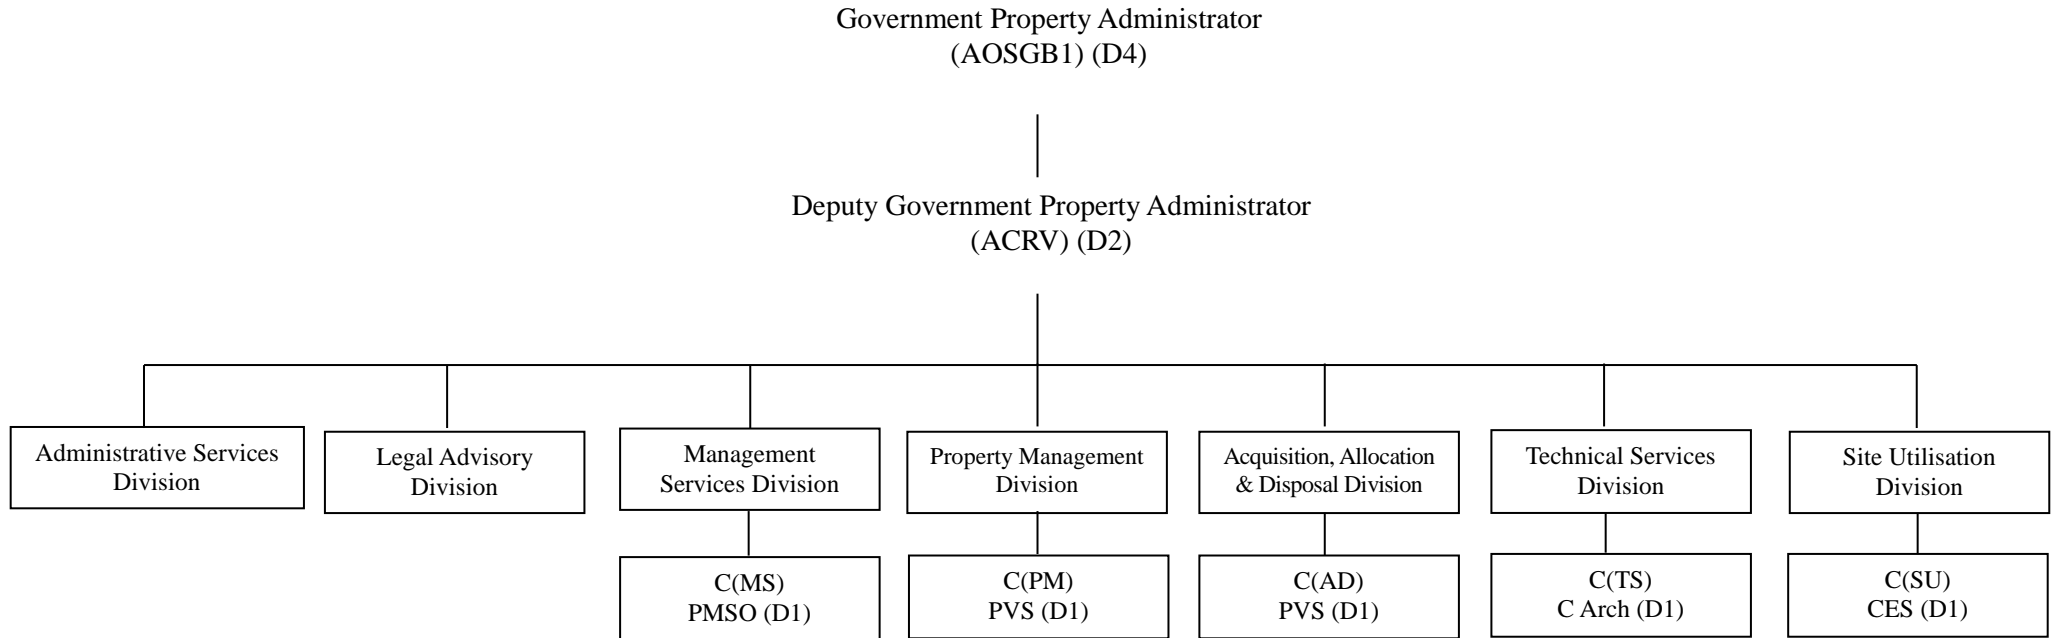 Government Property Administrator
(AOSGB1) (D4)
Deputy Government Property Administrator
(ACRV) (D2)
Administrative Services
Division
Legal Advisory
Division
Management
Services Division
Property Management
Division
Acquisition, Allocation
& Disposal Division
Technical Services
Division
Site Utilisation
Division
C(MS)
PMSO (D1)
C(PM)
PVS (D1)
C(AD)
PVS (D1)
C(TS)
C Arch (D1)
C(SU)
CES (D1)